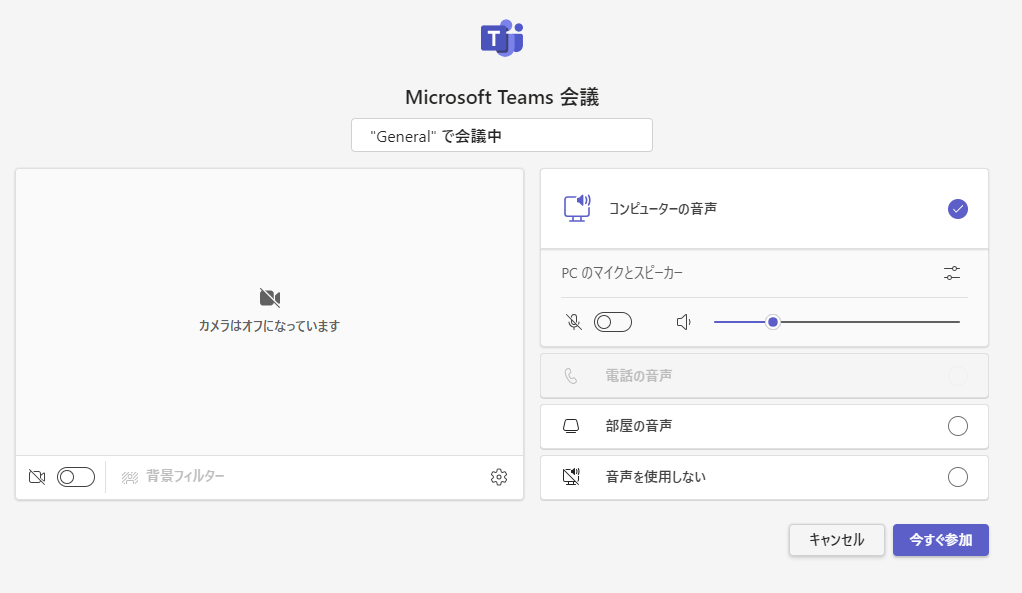 Microsoft Teams 会議
"General" で会議中
カメラはオフになっています
背景フィルター
コンピューターの音声
PC のマイクとスピーカー
電話の音声
部屋の音声
音声を使用しない
キャンセル
今すぐ参加